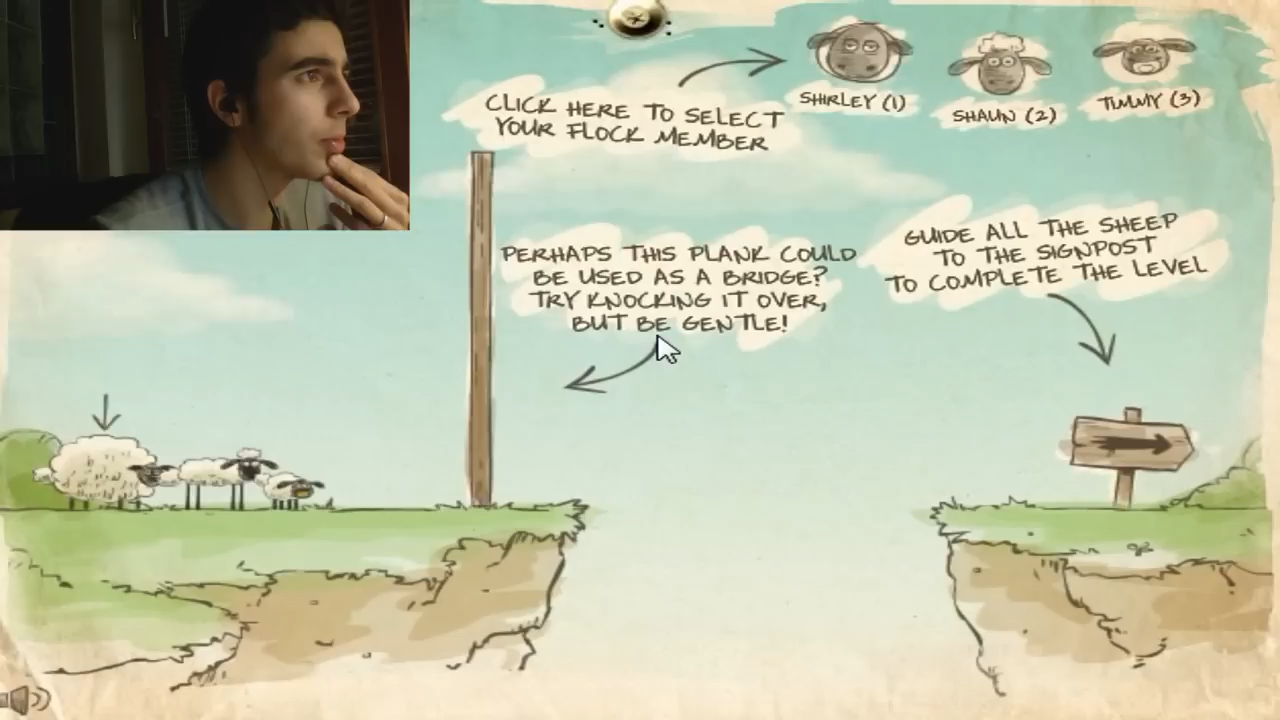 CLICK HERE TO SELECT
YOUR FLOCK MEMBER
SHIRLEY (1)
SHAUN (2)
TIMMY (3)
PERHAPS THIS PLANK COULD
BE USED AS A BRIDGE?
TRY KNOCKING IT OVER,
BUT BE GENTLE!
GUIDE ALL THE SHEEP
TO THE SIGNPOST
TO COMPLETE THE LEVEL